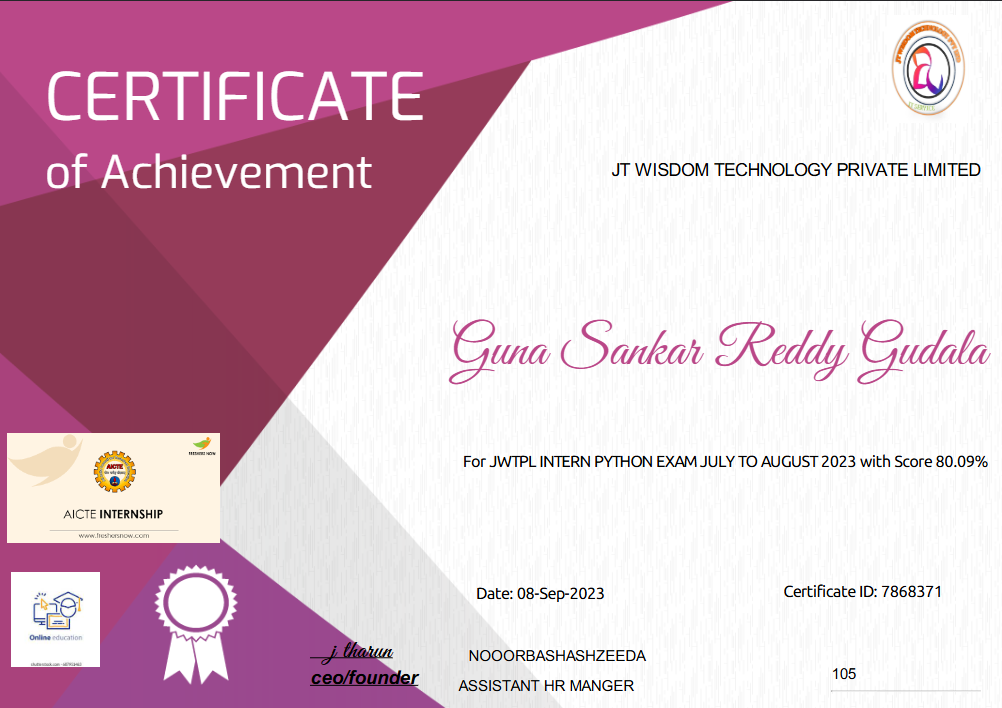 CERTIFICATE
of Achievement
JT WISDOM TECHNOLOGY PRIVATE LIMITED
Guna Sankar Reddy Gudala
For JWTPL INTERN PYTHON EXAM JULY TO AUGUST 2023 with Score 80.09%
AICTE
FRESHERS NOW
AICTE INTERNSHIP
www.freshersnow.com
Online education
Date: 08-Sep-2023
Certificate ID: 7868371
j tharun
ceo/founder
NOOORBASHASHZEEDA
ASSISTANT HR MANGER
105